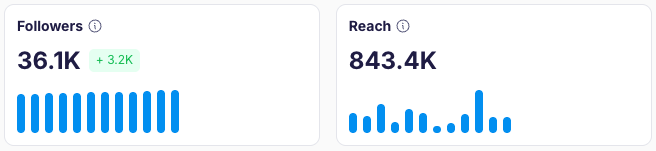 Followers
36.1K + 3.2K
Reach
843.4K